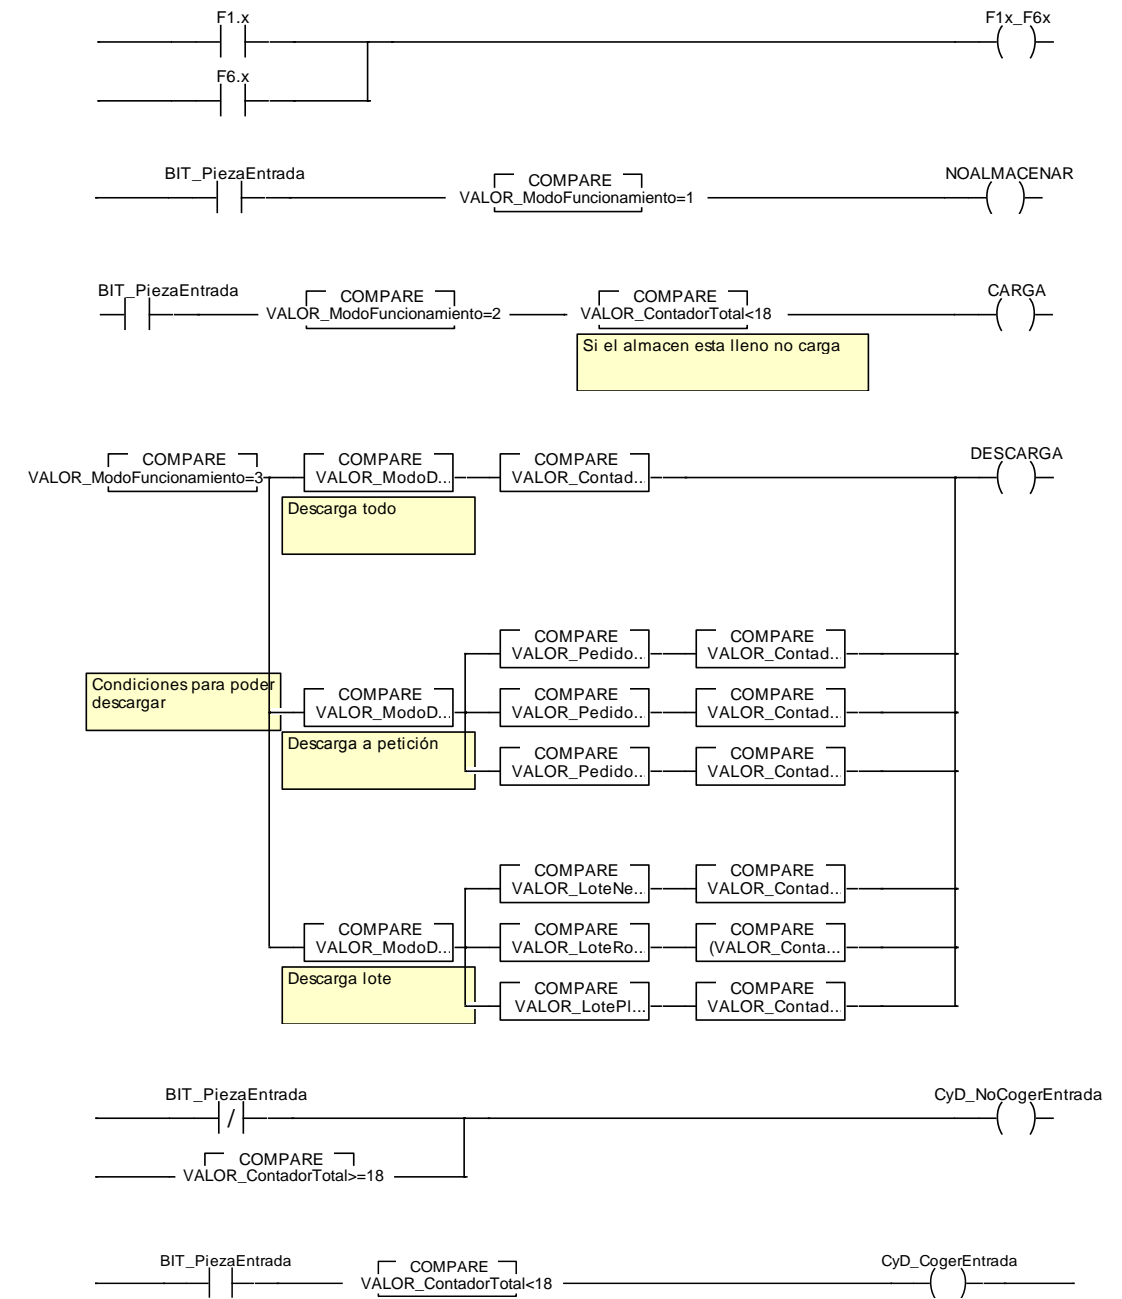 F1.x
F1x_F6x
F6.x
BIT_PiezaEntrada
COMPARE
NOALMACENAR
VALOR_ModoFuncionamiento=1
BIT_PiezaEntrada
COMPARE
COMPARE
CARGA
VALOR_ModoFuncionamiento=2
VALOR_ContadorTotal<18
Si el almacen esta lleno no carga
COMPARE
COMPARE
COMPARE
DESCARGA
VALOR_ModoFuncionamiento=3
VALOR_ModoD...
VALOR_Contad...
Descarga todo
COMPARE
COMPARE
VALOR_Pedido...
VALOR_Contad...
Condiciones para poder
descargar
COMPARE
COMPARE
COMPARE
VALOR_ModoD...
VALOR_Pedido...
VALOR_Contad...
Descarga a petición
COMPARE
COMPARE
VALOR_Pedido...
VALOR_Contad...
COMPARE
COMPARE
VALOR_LoteNe...
VALOR_Contad...
COMPARE
COMPARE
COMPARE
VALOR_ModoD...
VALOR_LoteRo...
(VALOR_Conta...
Descarga lote
COMPARE
COMPARE
VALOR_LotePl...
VALOR_Contad...
BIT_PiezaEntrada
CyD_NoCogerEntrada
/
COMPARE
VALOR_ContadorTotal>=18
BIT_PiezaEntrada
COMPARE
CyD_CogerEntrada
VALOR_ContadorTotal<18